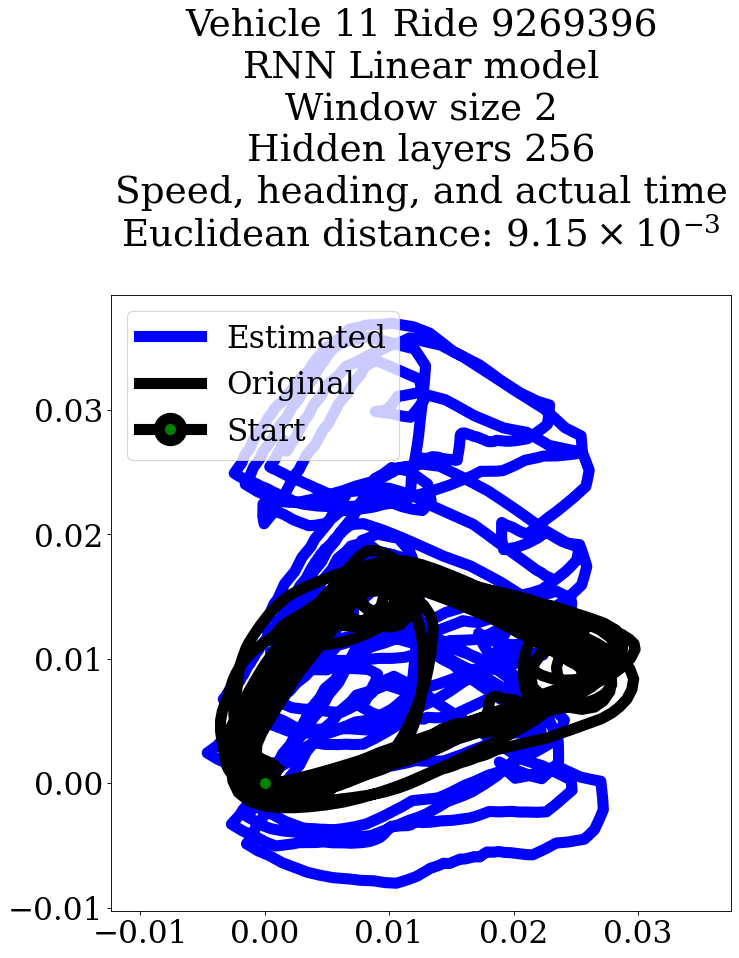 Vehicle 11 Ride 9269396
RNN Linear model
Window size 2
Hidden layers 256
Speed, heading, and actual time
Euclidean distance: 9.15 × 10⁻³
Estimated
Original
Start
0.03
0.02
0.01
0.00
−0.01
−0.01 0.00 0.01 0.02 0.03